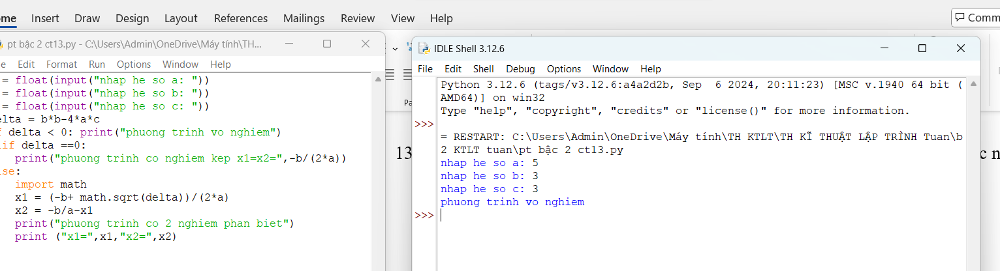 ome Insert Draw Design Layout References Mailings Review View Help Comm
pt bậc 2 ct13.py - C:\Users\Admin\OneDrive\Máy tính\TH...
e Edit Format Run Options Window Help
= float(input("nhap he so a: "))
= float(input("nhap he so b: "))
= float(input("nhap he so c: "))
elta = b*b-4*a*c
f delta < 0: print("phuong trinh vo nghiem")
lif delta ==0:
print("phuong trinh co nghiem kep x1=x2=",-b/(2*a))
lse:
import math
x1 = (-b+ math.sqrt(delta))/(2*a)
x2 = -b/a-x1
print("phuong trinh co 2 nghiem phan biet")
print ("x1=",x1,"x2=",x2)
Pa
13
IDLE Shell 3.12.6
File Edit Shell Debug Options Window Help
Python 3.12.6 (tags/v3.12.6:a4a2d2b, Sep  6 2024, 20:11:23) [MSC v.1940 64 bit (
AMD64)] on win32
Type "help", "copyright", "credits" or "license()" for more information.
>>>
= RESTART: C:\Users\Admin\OneDrive\Máy tính\TH KTLT\TH KĨ THUẬT LẬP TRÌNH Tuan\b
2 KTLT tuan\pt bậc 2 ct13.py
nhap he so a: 5
nhap he so b: 3
nhap he so c: 3
phuong trinh vo nghiem
>>>
c n